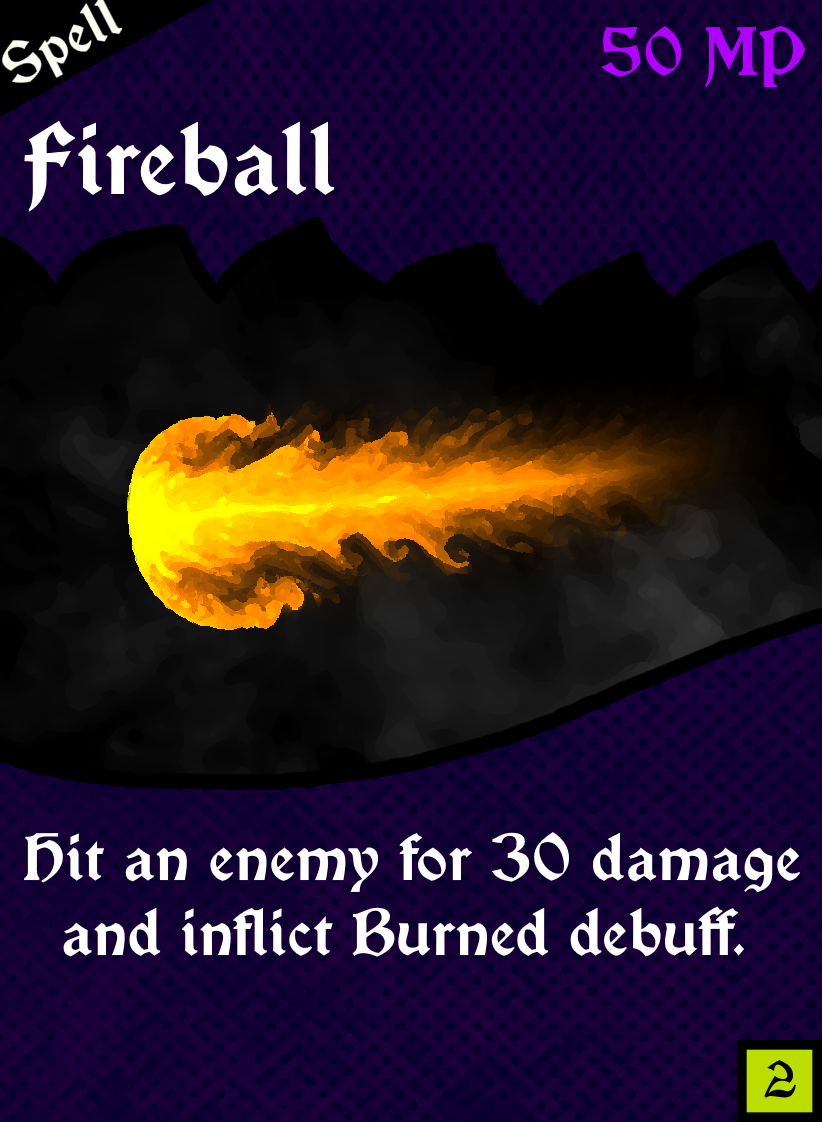 Spell
50 MP
Fireball
Hit an enemy for 30 damage
and inflict Burned debuff.
2